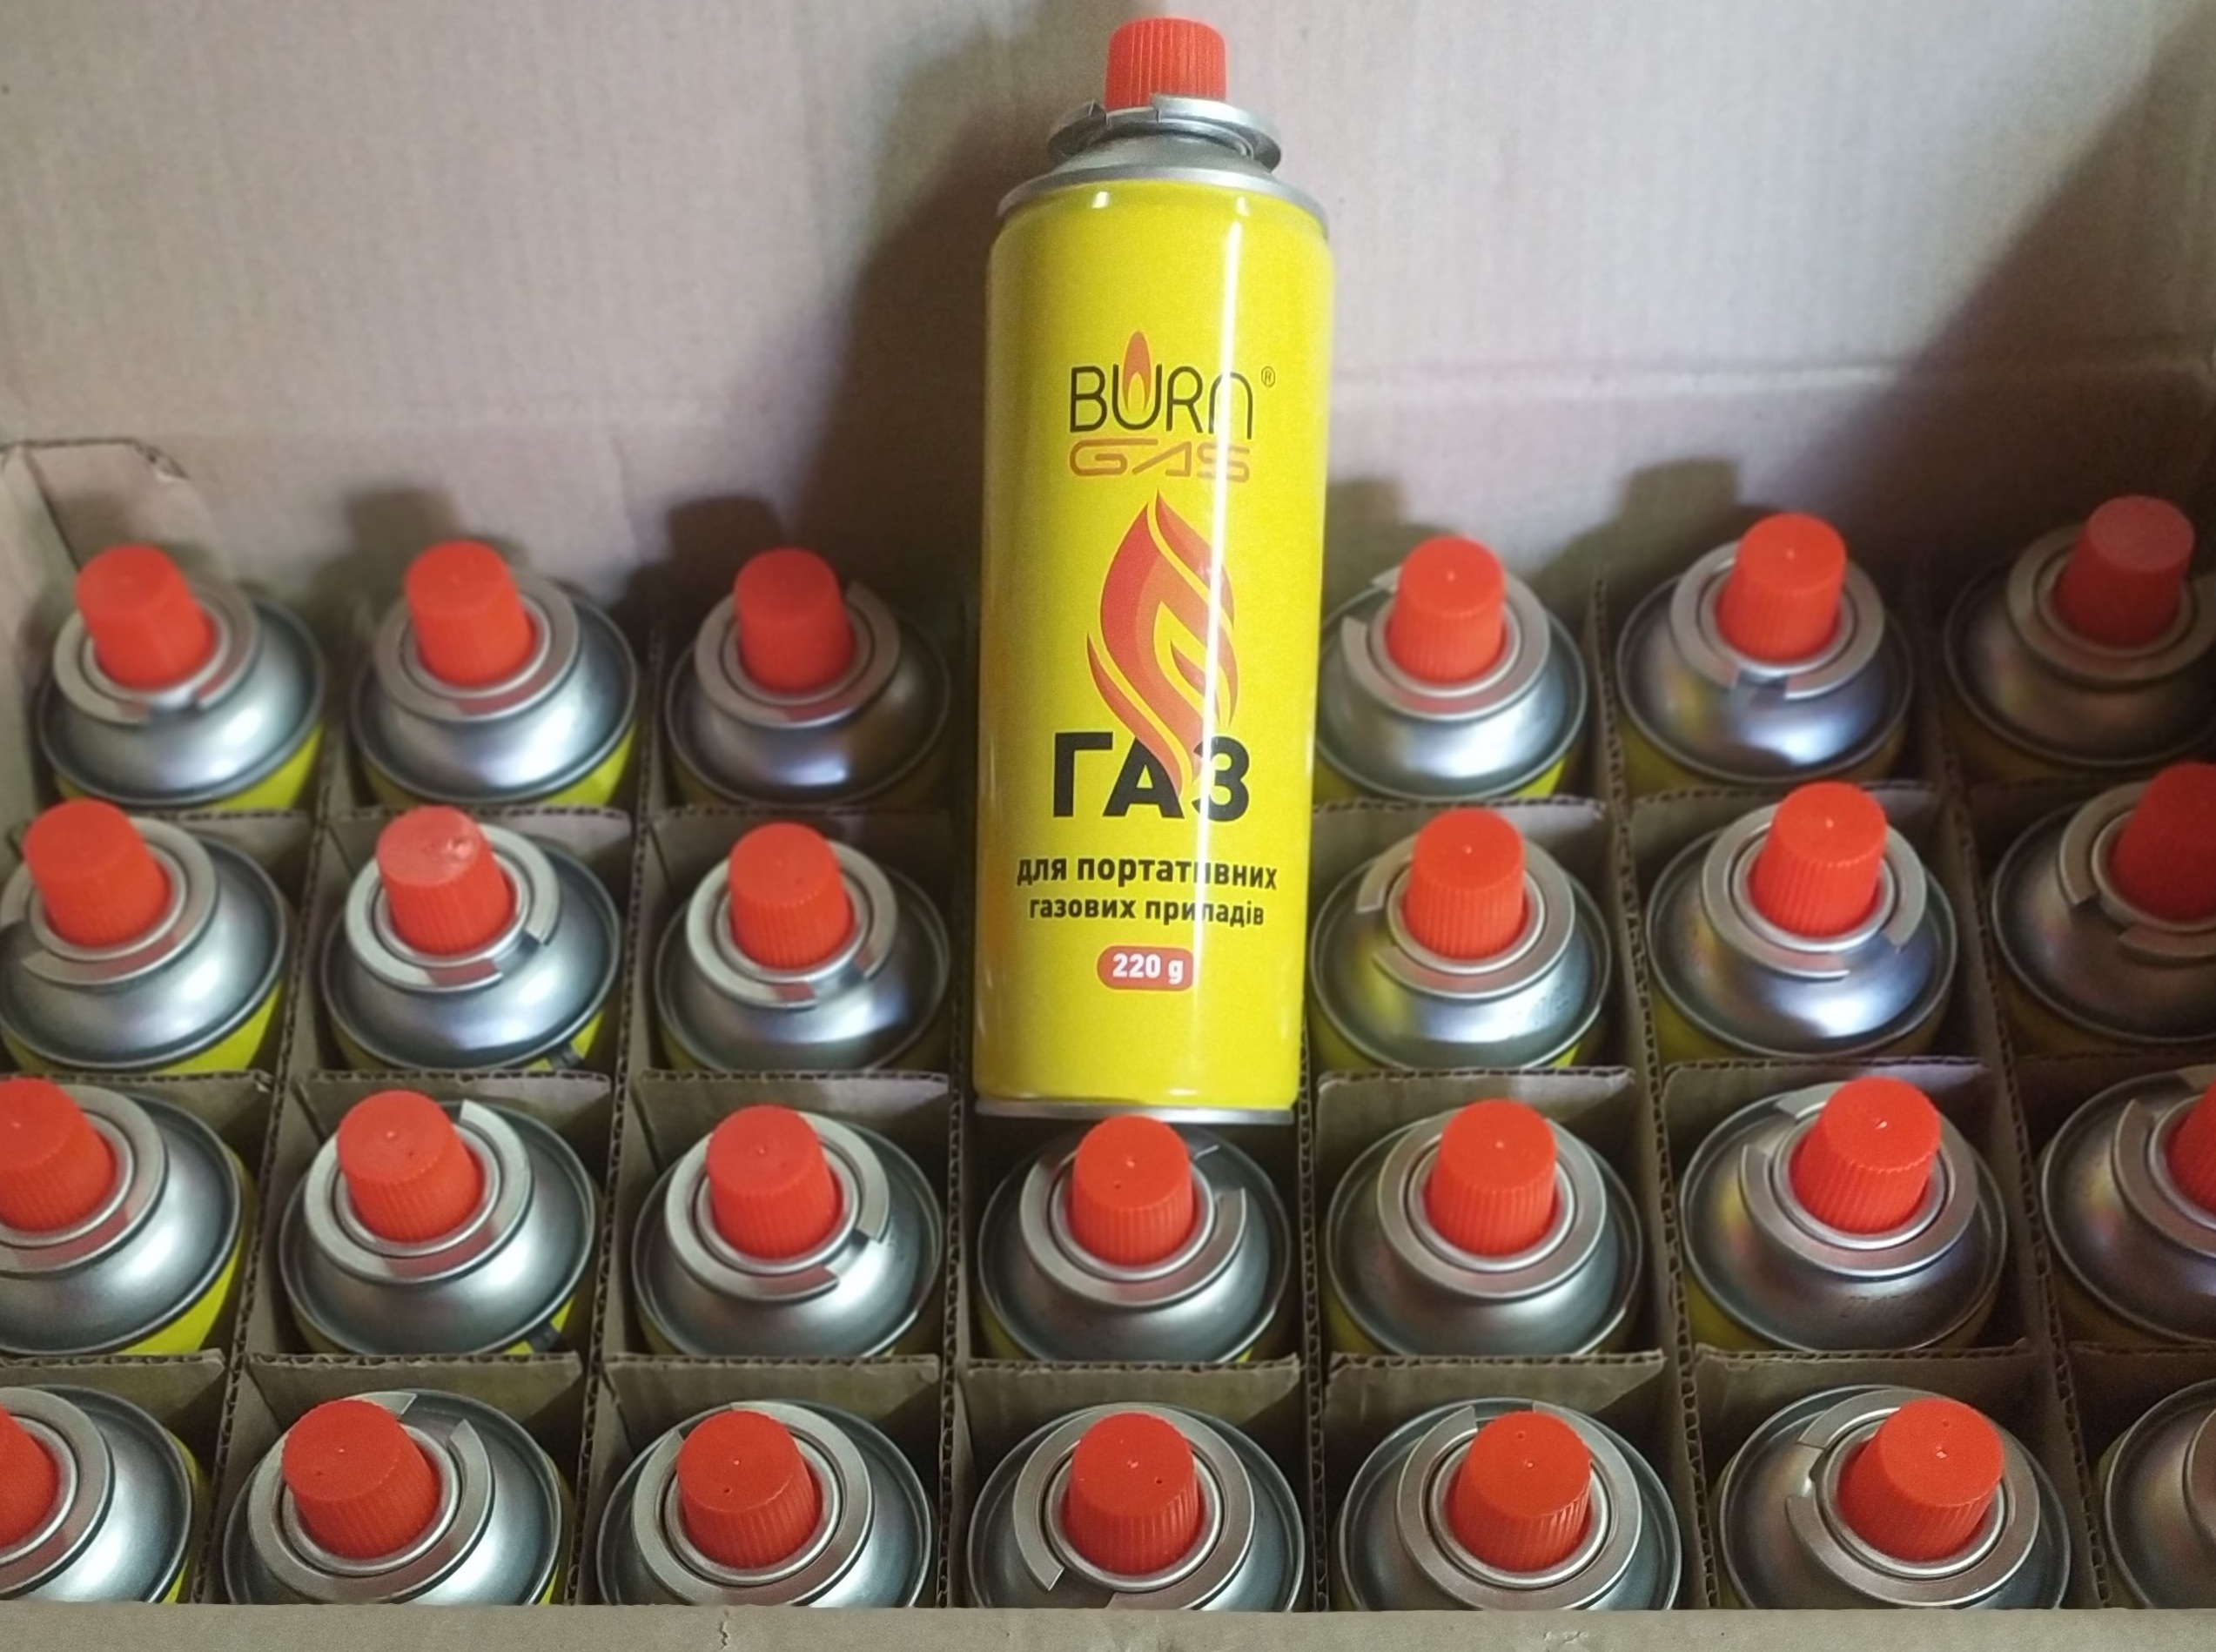 BURN®
GAS
ГАЗ
для портативних
газових приладів
220 g